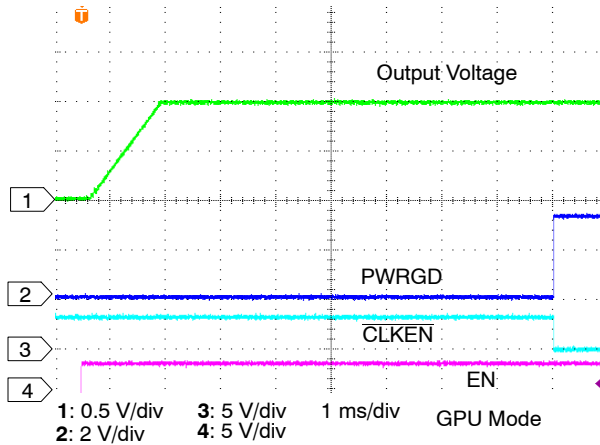 T
Output Voltage
1
PWRGD
2
CLKEN
3
EN
4
1: 0.5 V/div 3: 5 V/div 1 ms/div
2: 2 V/div 4: 5 V/div
GPU Mode